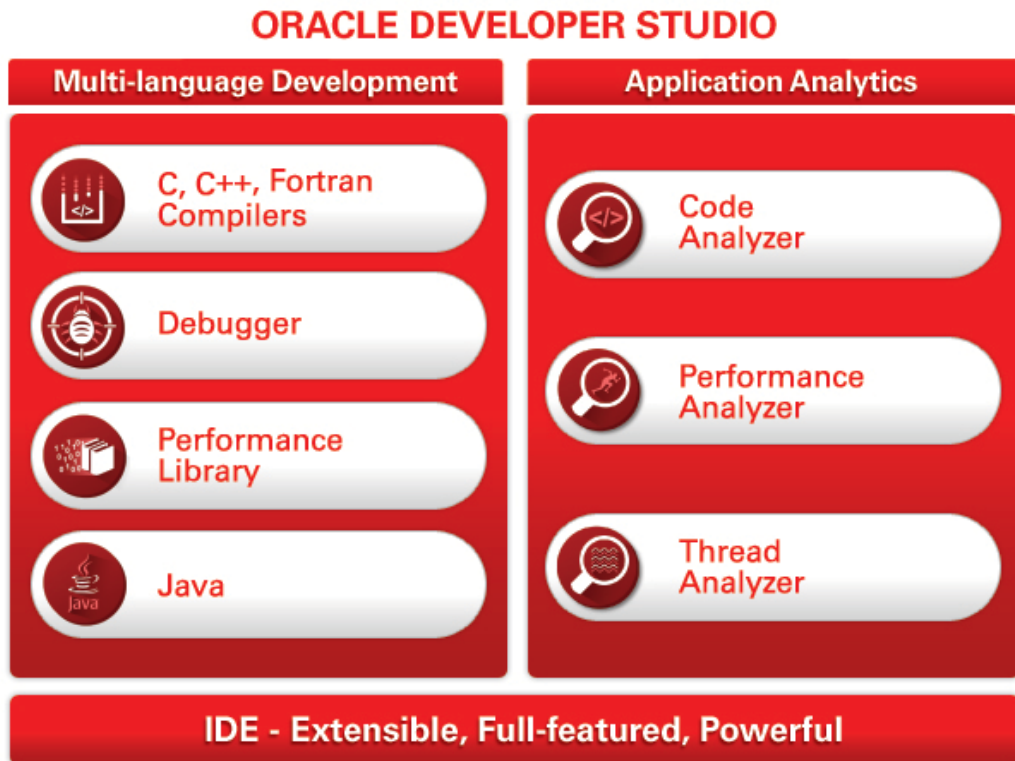 ORACLE DEVELOPER STUDIO
Multi-language Development
C, C++, Fortran
Compilers
</>
Debugger
Performance
Library
Java
Java
Application Analytics
Code
Analyzer
</>
Performance
Analyzer
Thread
Analyzer
IDE - Extensible, Full-featured, Powerful